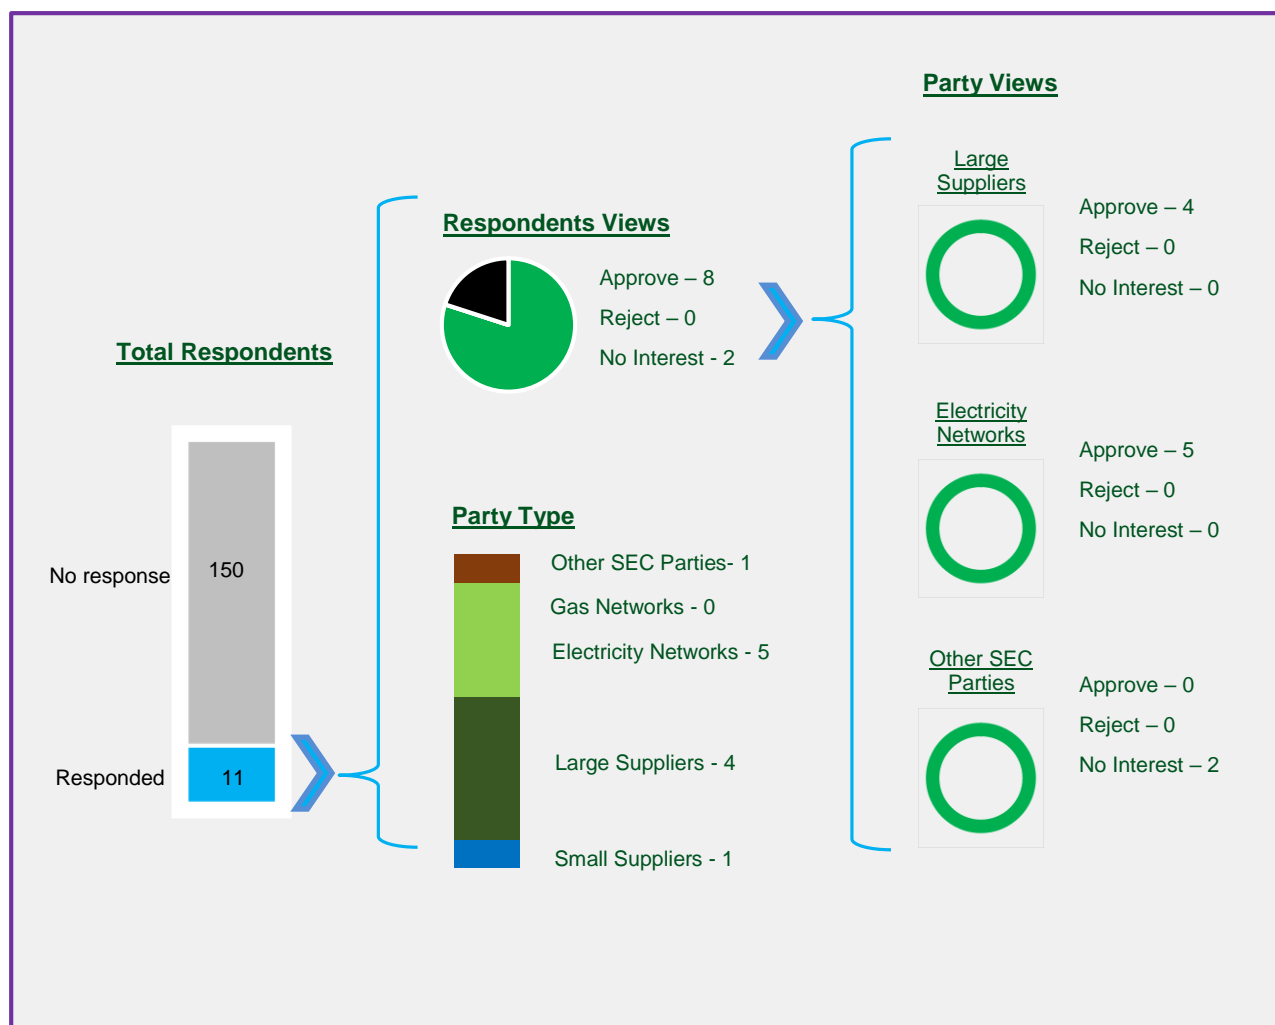 Total Respondents
No response
150
Responded
11
Respondents Views
Approve – 8
Reject – 0
No Interest - 2
Party Type
Other SEC Parties- 1
Gas Networks - 0
Electricity Networks - 5
Large Suppliers - 4
Small Suppliers - 1
Party Views
Large
Suppliers
Approve – 4
Reject – 0
No Interest – 0
Electricity
Networks
Approve – 5
Reject – 0
No Interest – 0
Other SEC
Parties
Approve – 0
Reject – 0
No Interest – 2